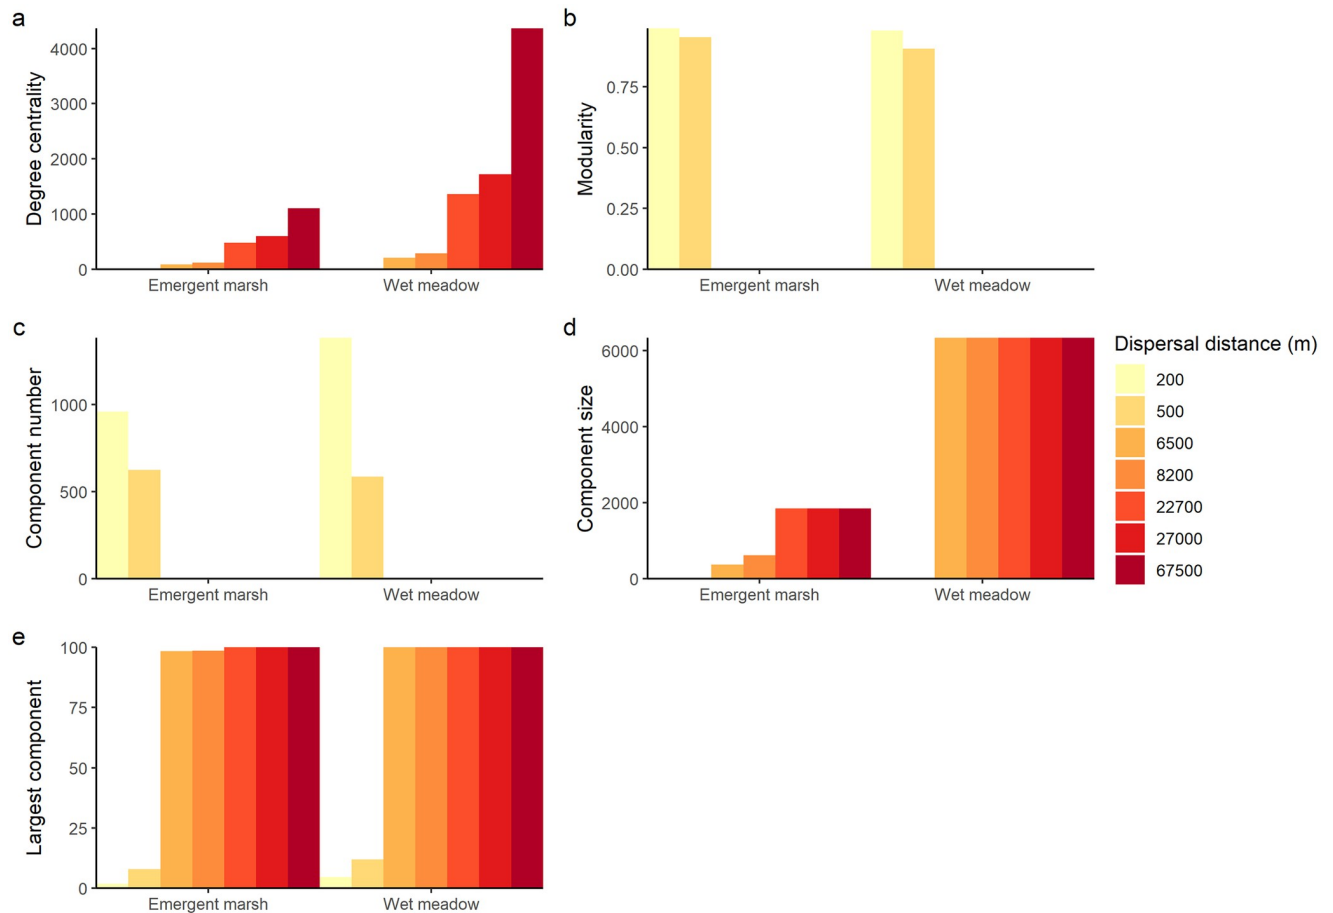 a
Degree centrality
4000
3000
2000
1000
0
Emergent marsh
Wet meadow
b
Modularity
0.75
0.50
0.25
0.00
Emergent marsh
Wet meadow
c
Component number
1000
500
0
Emergent marsh
Wet meadow
d
Component size
6000
4000
2000
0
Emergent marsh
Wet meadow
Dispersal distance (m)
200
500
6500
8200
22700
27000
67500
e
Largest component
100
75
50
25
0
Emergent marsh
Wet meadow